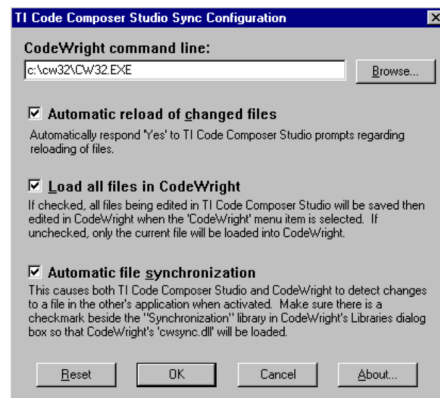 TI Code Composer Studio Sync Configuration
CodeWright command line:
c:\cw32\CW32.EXE
Browse...
Automatic reload of changed files
Automatically respond 'Yes' to TI Code Composer Studio prompts regarding
reloading of files.
Load all files in CodeWright
If checked, all files being edited in TI Code Composer Studio will be saved then
edited in CodeWright when the 'CodeWright' menu item is selected. If
unchecked, only the current file will be loaded into CodeWright.
Automatic file synchronization
This causes both TI Code Composer Studio and CodeWright to detect changes
to a file in the other's application when activated. Make sure there is a
checkmark beside the "Synchronization" library in CodeWright's Libraries dialog
box so that CodeWright's 'cwsync.dll' will be loaded.
Reset OK Cancel About...